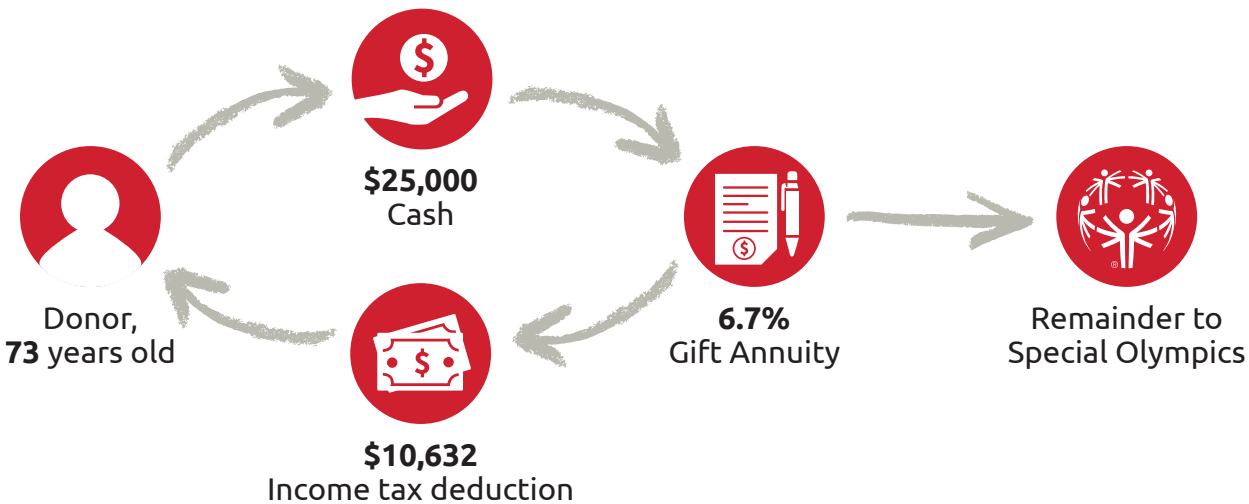 $25,000
Cash
Donor,
73 years old
6.7%
Gift Annuity
Remainder to
Special Olympics
$10,632
Income tax deduction